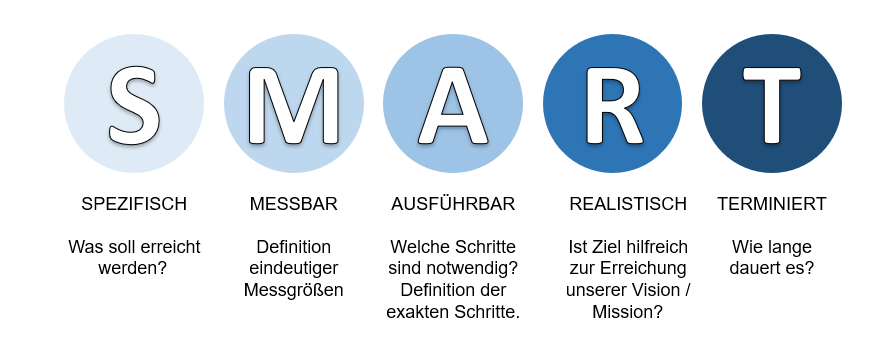 S M A R T
SPEZIFISCH
Was soll erreicht
werden?
MESSBAR
Definition
eindeutiger
Messgrößen
AUSFÜHRBAR
Welche Schritte
sind notwendig?
Definition der
exakten Schritte.
REALISTISCH
Ist Ziel hilfreich
zur Erreichung
unserer Vision /
Mission?
TERMINIERT
Wie lange
dauert es?